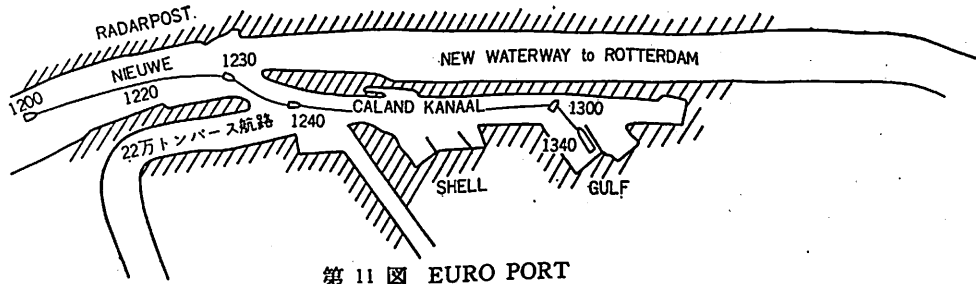 RADARPOST.
NEW WATERWAY to ROTTERDAM
NIEUWE
1230
1200
1220
CALAND KANAAL
1300
22万トンバース航路
1240
1340
SHELL
GULF
第 11 図 EURO PORT